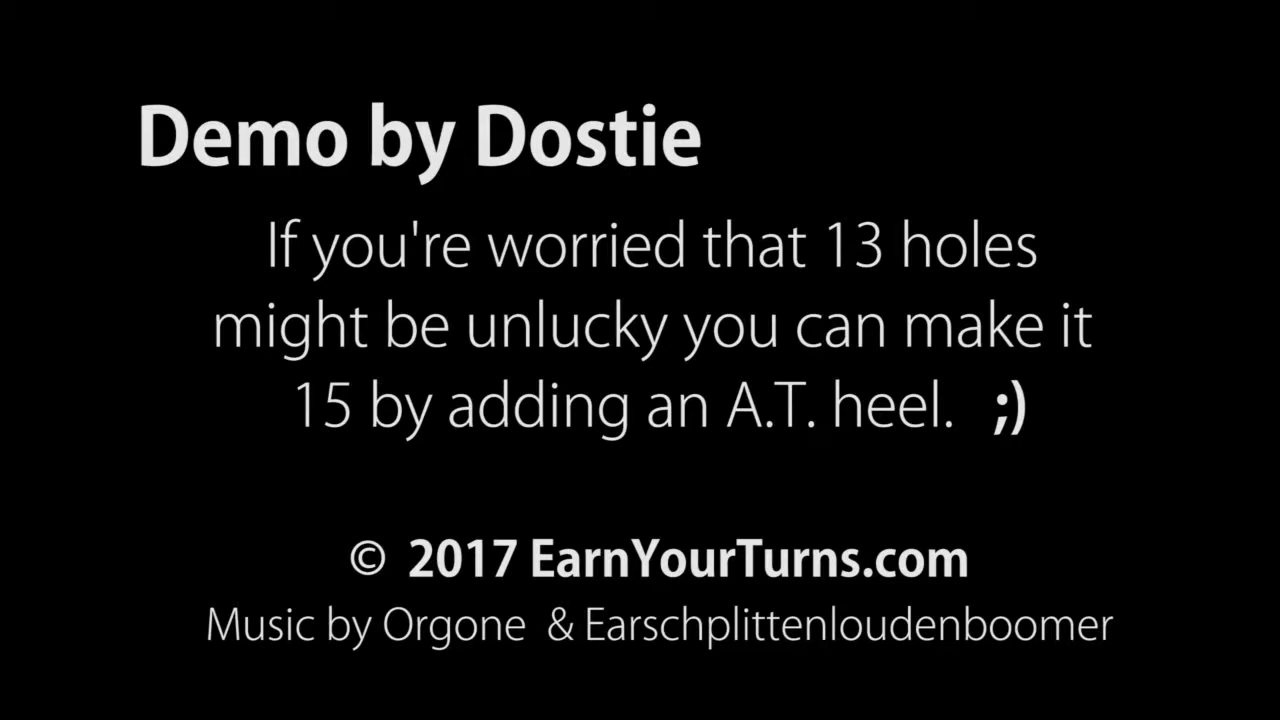 Demo by Dostie
If you're worried that 13 holes
might be unlucky you can make it
15 by adding an A.T. heel. ;)
© 2017 EarnYourTurns.com
Music by Orgone & Earschplittenloudenboomer